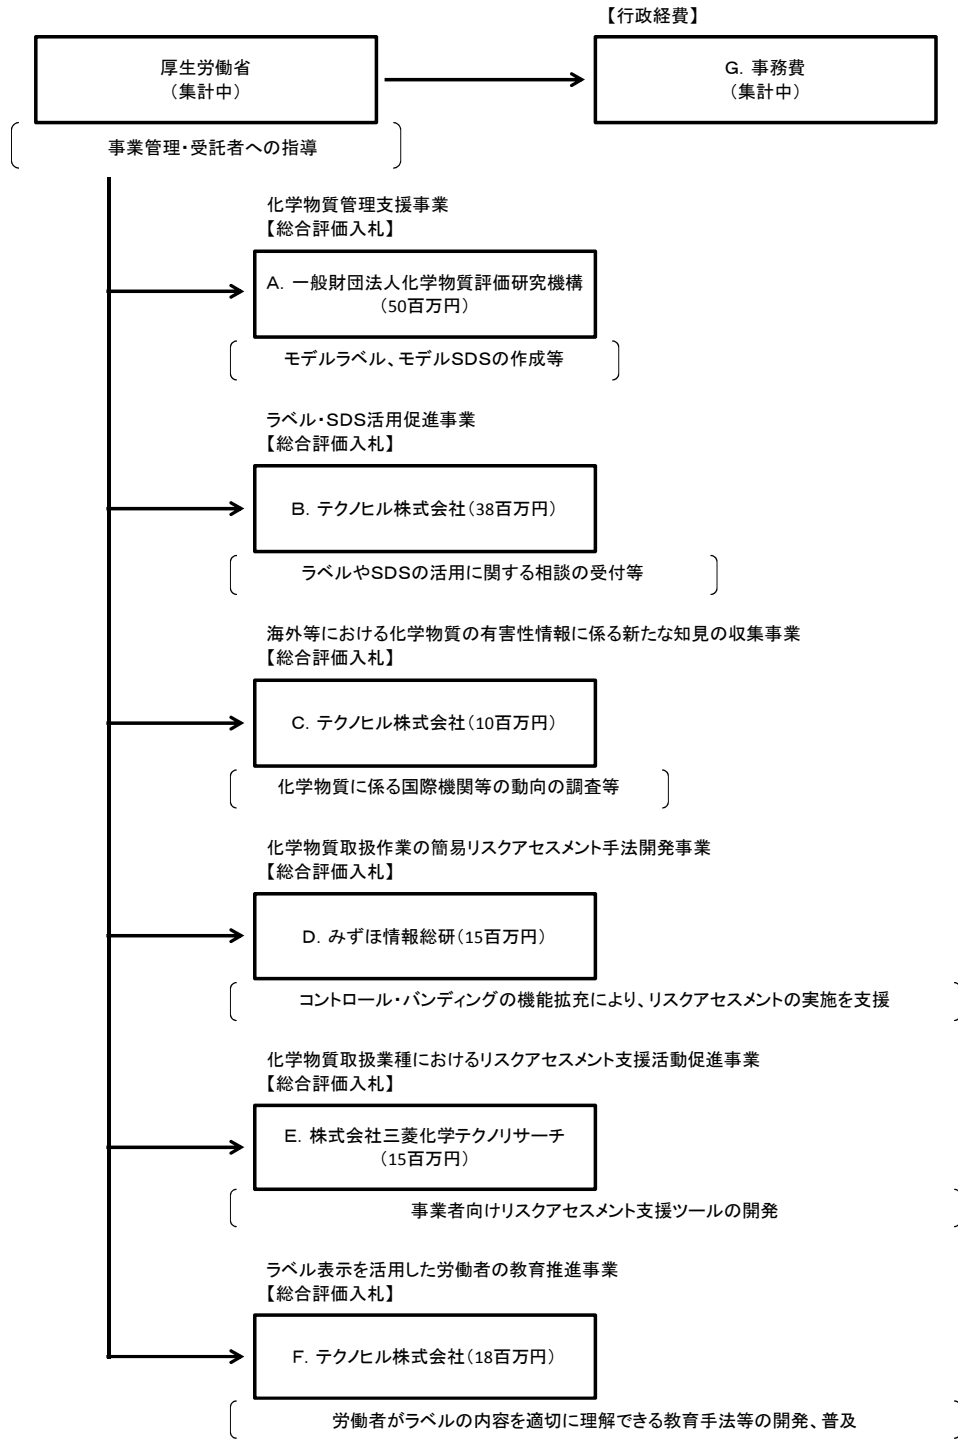 【行政経費】
厚生労働省
（集計中）
G．事務費
（集計中）
事業管理・受託者への指導
化学物質管理支援事業
【総合評価入札】
A．一般財団法人化学物質評価研究機構
（50百万円）
モデルラベル、モデルSDSの作成等
ラベル・SDS活用促進事業
【総合評価入札】
B．テクノヒル株式会社（38百万円）
ラベルやSDSの活用に関する相談の受付等
海外等における化学物質の有害性情報に係る新たな知見の収集事業
【総合評価入札】
C．テクノヒル株式会社（10百万円）
化学物質に係る国際機関等の動向の調査等
化学物質取扱作業の簡易リスクアセスメント手法開発事業
【総合評価入札】
D．みずほ情報総研（15百万円）
コントロール・バンディングの機能拡充により、リスクアセスメントの実施を支援
化学物質取扱業種におけるリスクアセスメント支援活動促進事業
【総合評価入札】
E．株式会社三菱化学テクノリサーチ
（15百万円）
事業者向けリスクアセスメント支援ツールの開発
ラベル表示を活用した労働者の教育推進事業
【総合評価入札】
F．テクノヒル株式会社（18百万円）
労働者がラベルの内容を適切に理解できる教育手法等の開発、普及